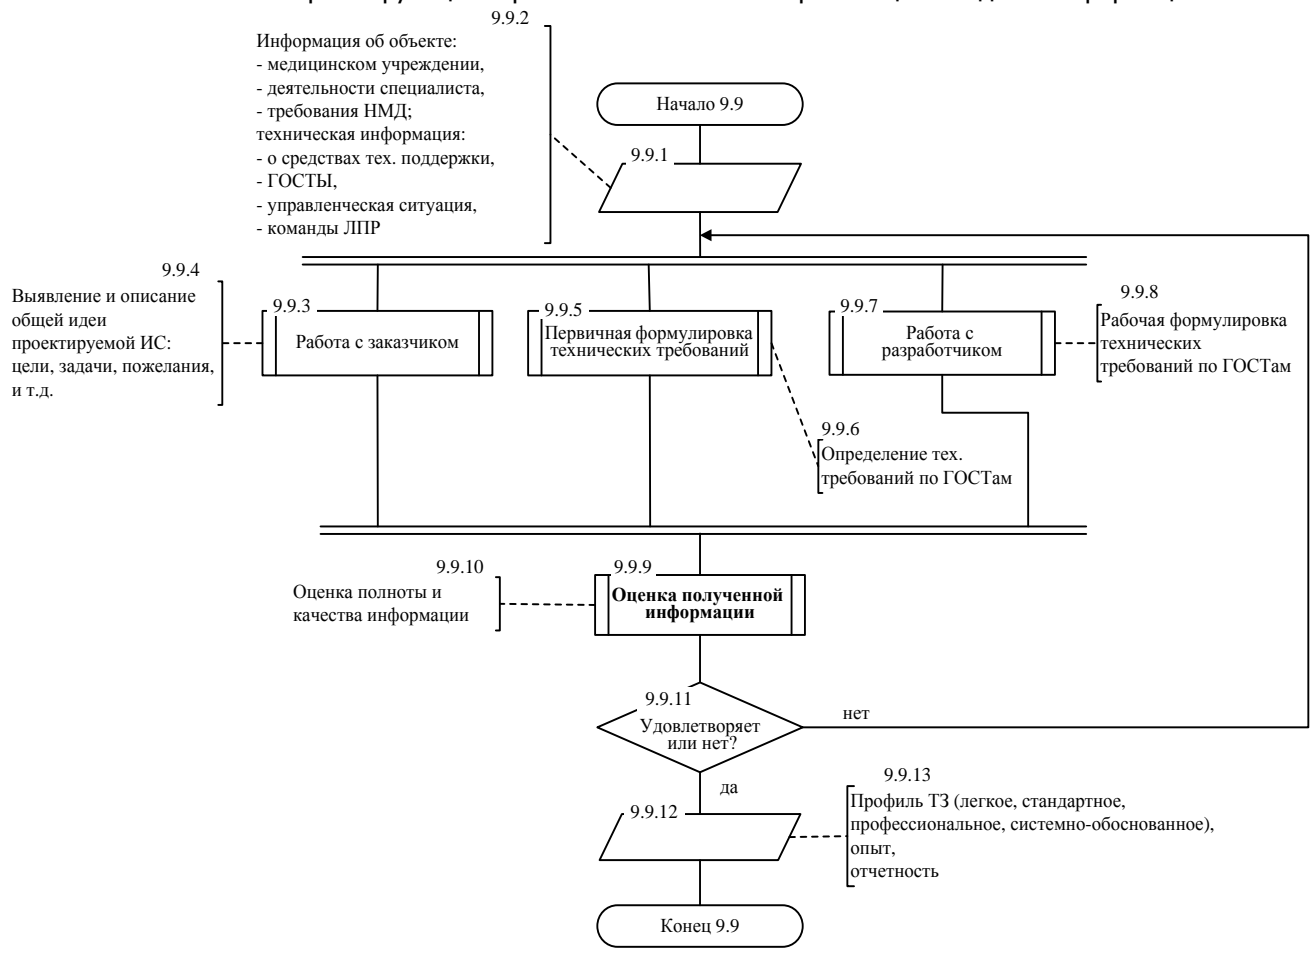 9.9.2
Информация об объекте:
- медицинском учреждении,
- деятельности специалиста,
- требования НМД;
техническая информация:
- о средствах тех. поддержки,
- ГОСТЫ,
- управленческая ситуация,
- команды ЛПР
Начало 9.9
9.9.1
9.9.4
Выявление и описание
общей идеи
проектируемой ИС:
цели, задачи, пожелания,
и т.д.
9.9.3
Работа с заказчиком
9.9.5
Первичная формулировка
технических требований
9.9.7
Работа с
разработчиком
9.9.8
Рабочая формулировка
технических
требований по ГОСТам
9.9.6
Определение тех.
требований по ГОСТам
9.9.10
Оценка полноты и
качества информации
9.9.9
Оценка полученной
информации
9.9.11
Удовлетворяет
или нет?
нет
да
9.9.12
9.9.13
Профиль ТЗ (легкое, стандартное,
профессиональное, системно-обоснованное),
опыт,
отчетность
Конец 9.9